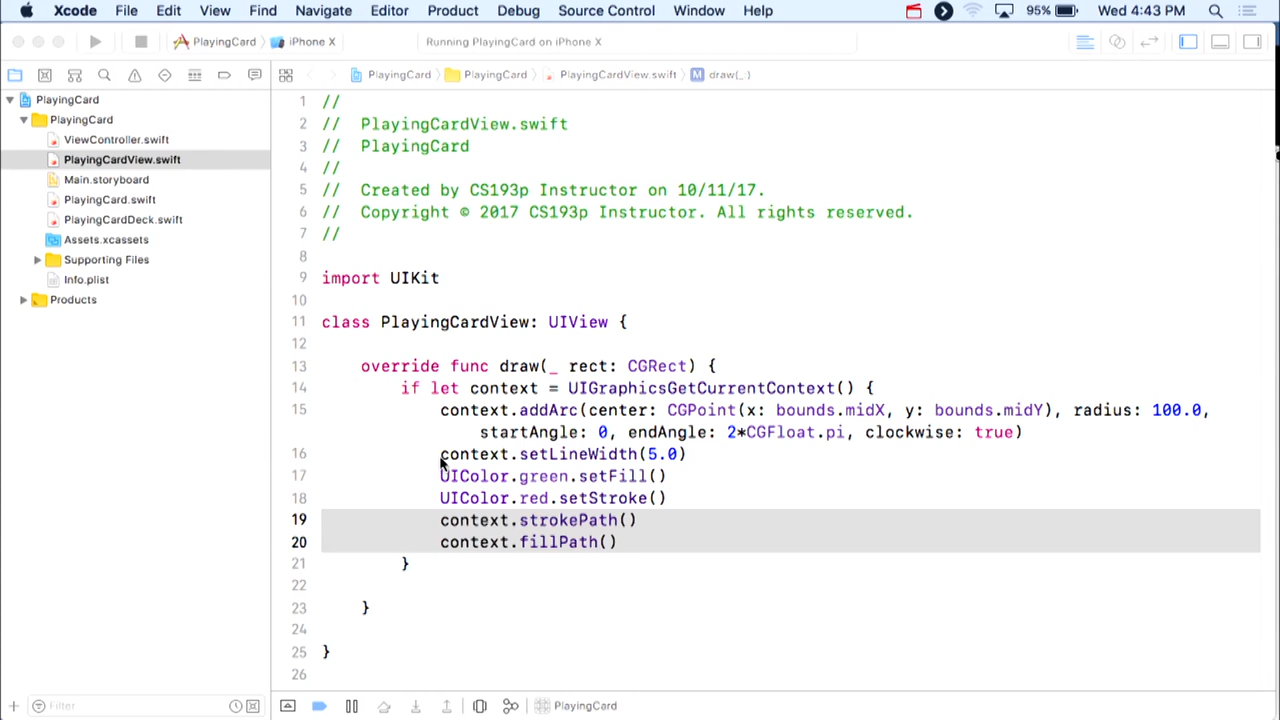 Xcode File Edit View Find Navigate Editor Product Debug Source Control Window Help 95% Wed 4:43 PM
PlayingCard iPhone X Running PlayingCard on iPhone X
PlayingCard PlayingCard PlayingCardView.swift M draw(_:)
PlayingCard
PlayingCard
ViewController.swift
PlayingCardView.swift
Main.storyboard
PlayingCard.swift
PlayingCardDeck.swift
Assets.xcassets
Supporting Files
Info.plist
Products
1 //
2 // PlayingCardView.swift
3 // PlayingCard
4 //
5 // Created by CS193p Instructor on 10/11/17.
6 // Copyright © 2017 CS193p Instructor. All rights reserved.
7 //
8
9 import UIKit
10
11 class PlayingCardView: UIView {
12
13 override func draw(_ rect: CGRect) {
14 if let context = UIGraphicsGetCurrentContext() {
15 context.addArc(center: CGPoint(x: bounds.midX, y: bounds.midY), radius: 100.0,
startAngle: 0, endAngle: 2*CGFloat.pi, clockwise: true)
16 context.setLineWidth(5.0)
17 UIColor.green.setFill()
18 UIColor.red.setStroke()
19 context.strokePath()
20 context.fillPath()
21 }
22
23 }
24
25 }
26
Filter PlayingCard